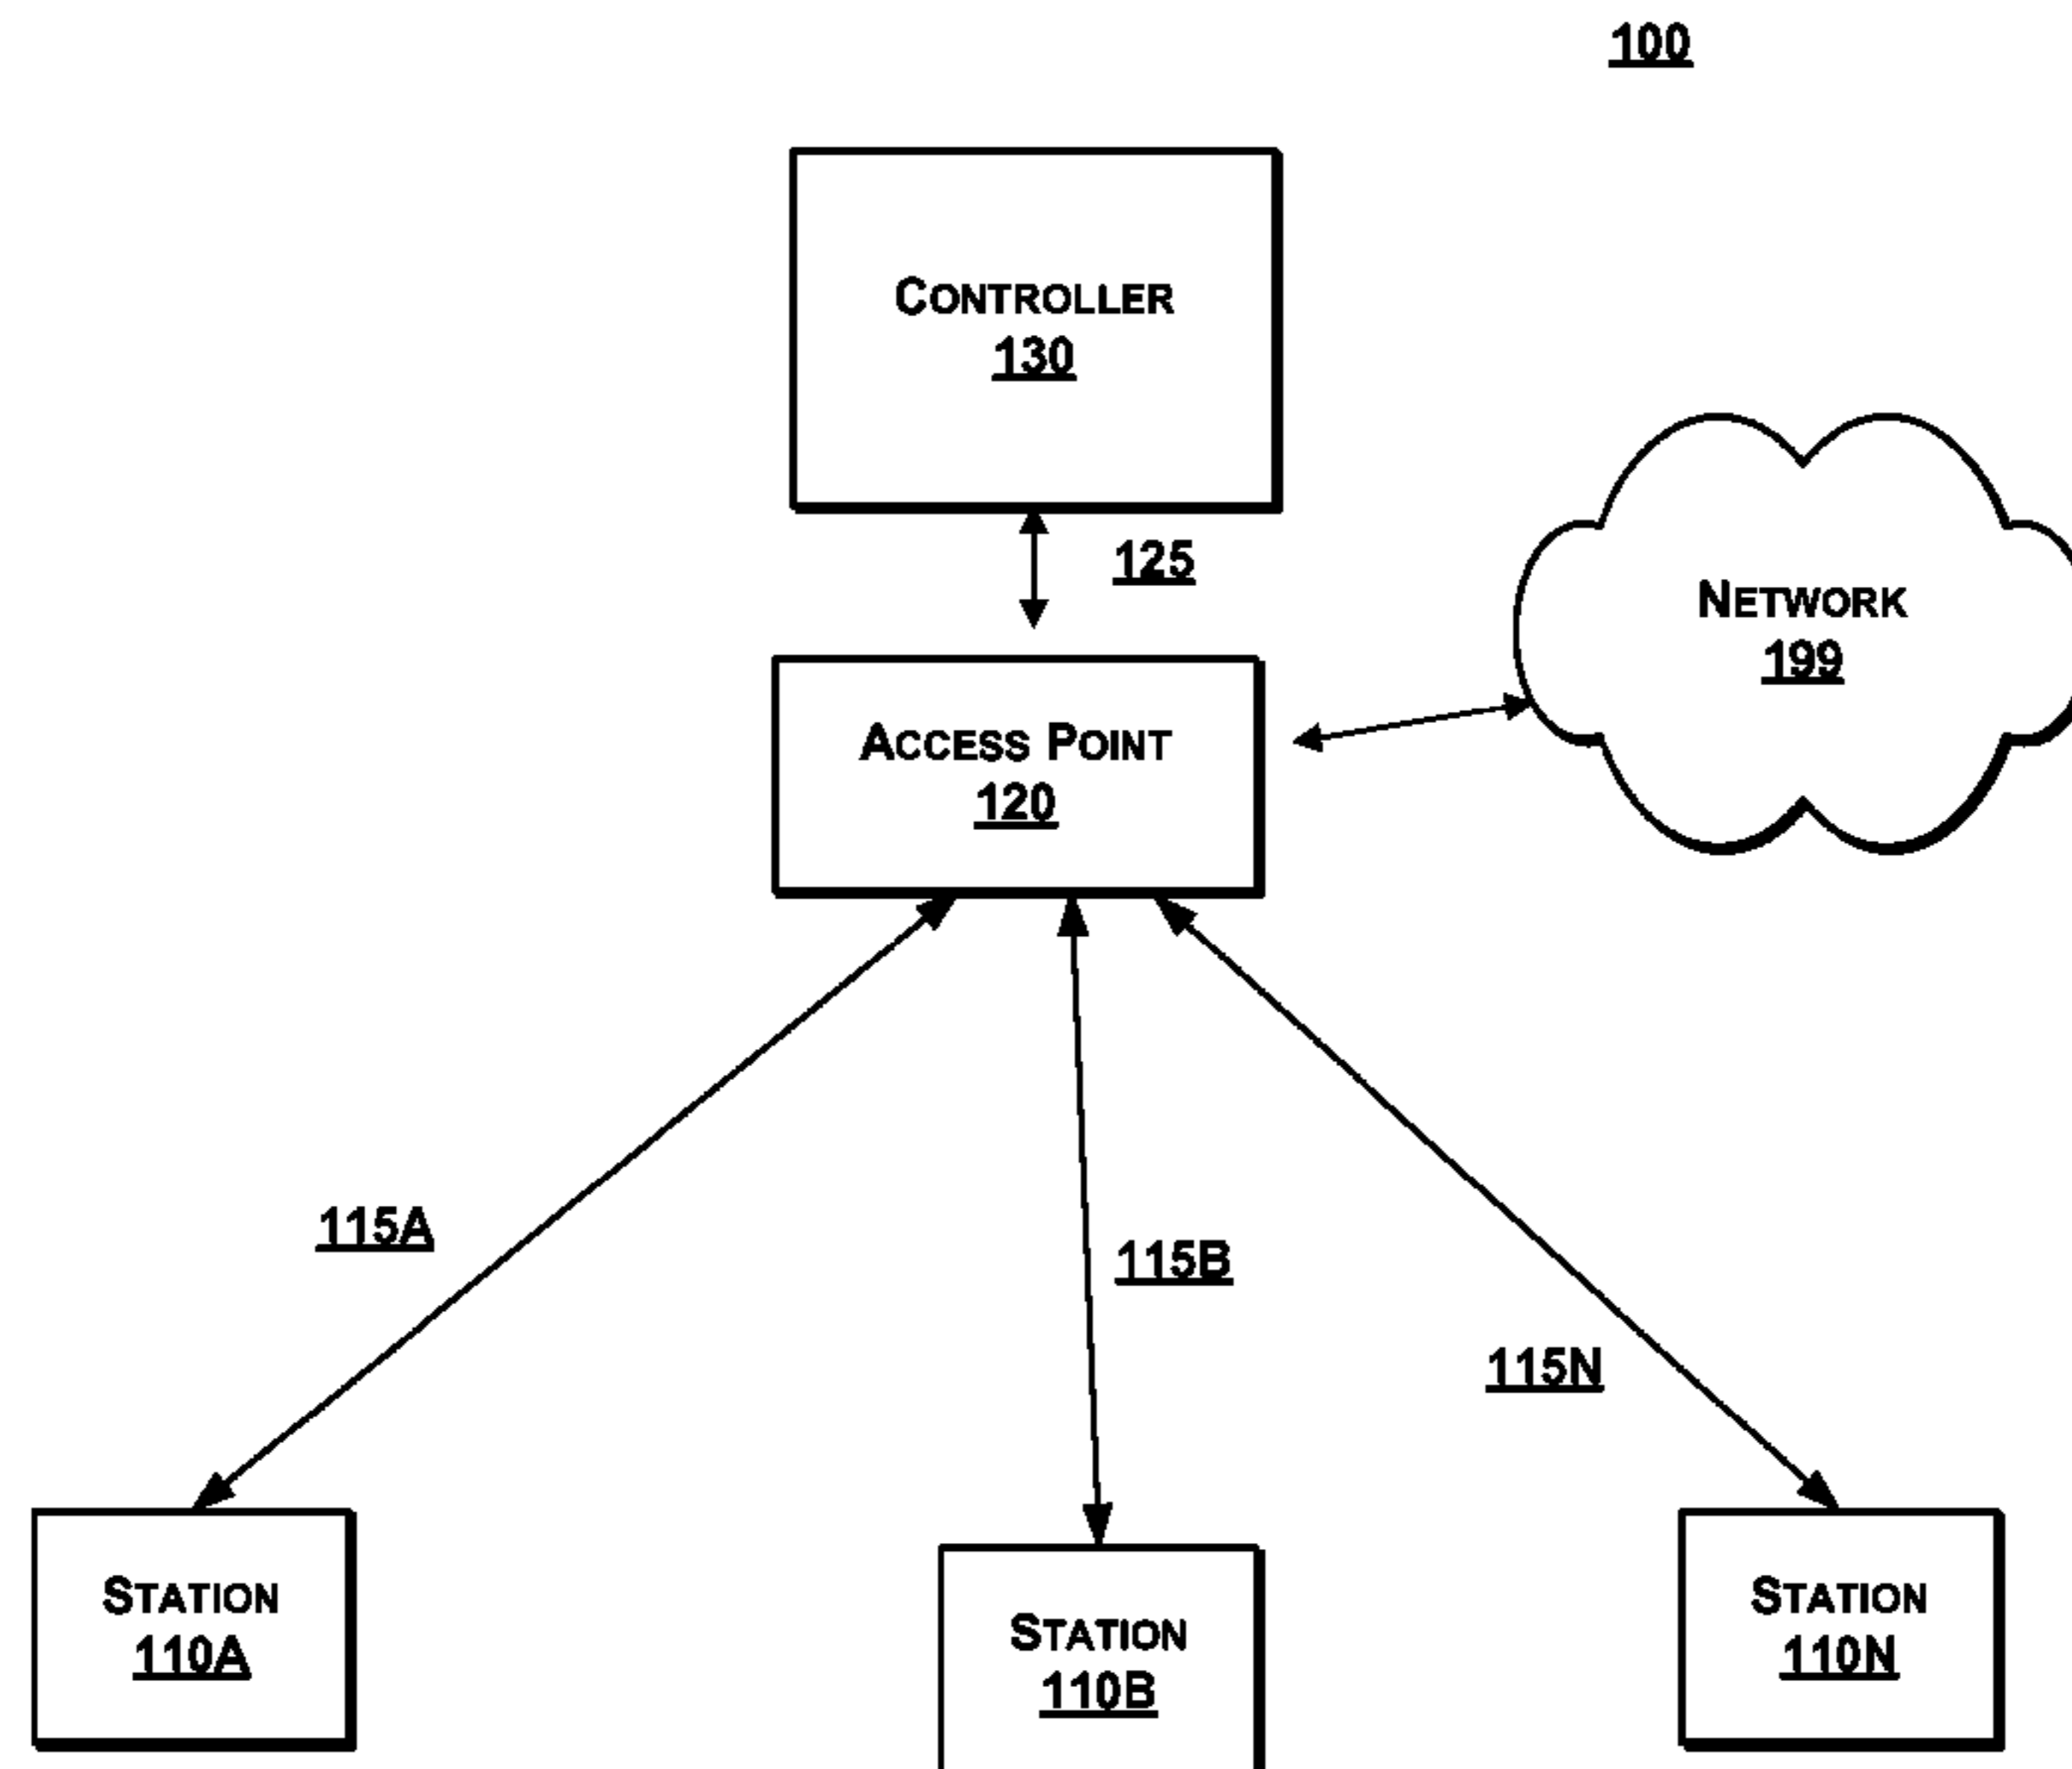 100
CONTROLLER
130
125
NETWORK
199
ACCESS POINT
120
115A
115B
115N
STATION
110A
STATION
110B
STATION
110N